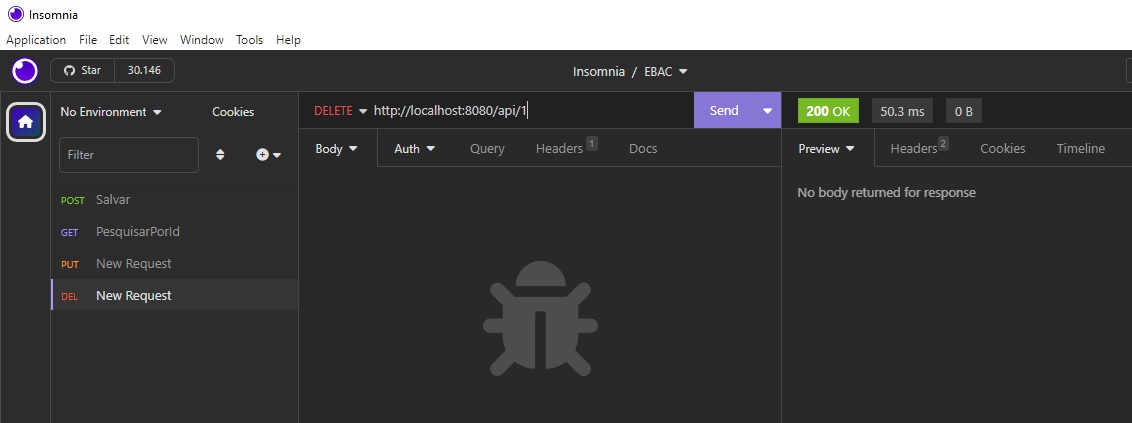 Insomnia
Application File Edit View Window Tools Help
Star 30.146
Insomnia / EBAC
No Environment Cookies
DELETE http://localhost:8080/api/1 Send
200 OK 50.3 ms 0 B
Filter
Body Auth Query Headers 1 Docs
Preview Headers 2 Cookies Timeline
POST Salvar
GET PesquisarPorId
PUT New Request
DEL New Request
No body returned for response